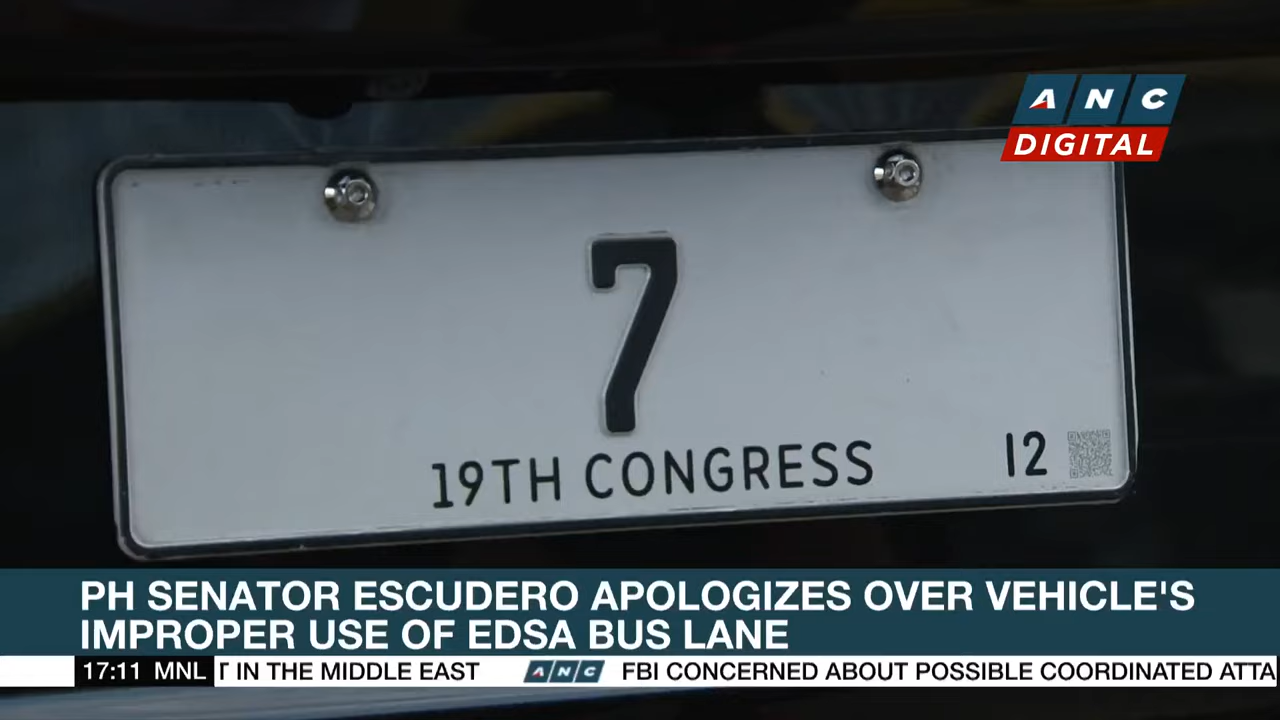 ANC
DIGITAL
7
19TH CONGRESS
12
PH SENATOR ESCUDERO APOLOGIZES OVER VEHICLE'S
IMPROPER USE OF EDSA BUS LANE
17:11 MNL T IN THE MIDDLE EAST ANC FBI CONCERNED ABOUT POSSIBLE COORDINATED ATTA